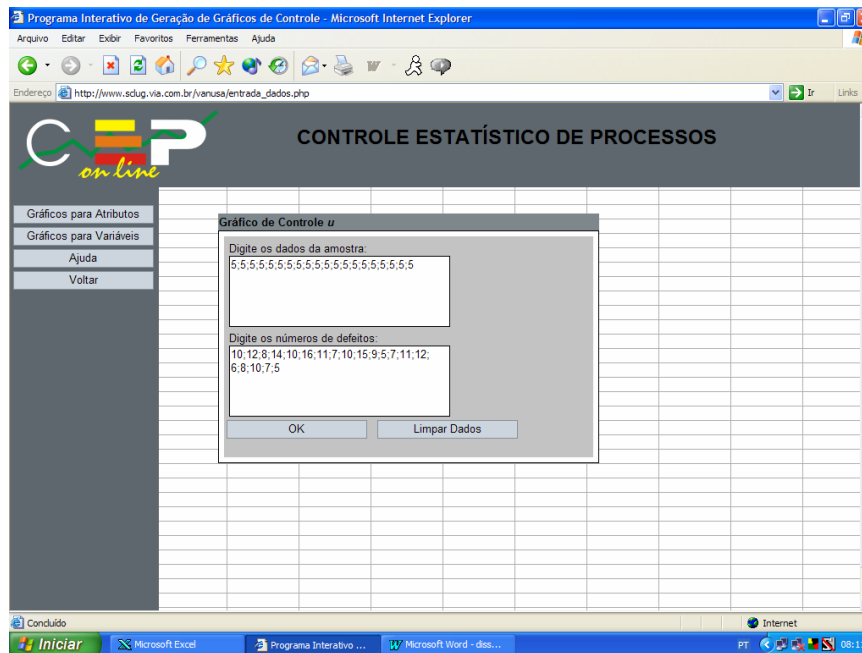 Programa Interativo de Geração de Gráficos de Controle - Microsoft Internet Explorer
Arquivo Editar Exibir Favoritos Ferramentas Ajuda
Endereço http://www.sdug.via.com.br/vanusa/entrada_dados.php Ir Links
CEP
on line
CONTROLE ESTATÍSTICO DE PROCESSOS
Gráficos para Atributos
Gráficos para Variáveis
Ajuda
Voltar
Gráfico de Controle u
Digite os dados da amostra:
5;5;5;5;5;5;5;5;5;5;5;5;5;5;5;5;5;5;5;5
Digite os números de defeitos:
10;12;8;14;10;16;11;7;10;15;9;5;7;11;12;
6;8;10;7;5
OK Limpar Dados
Concluído Internet
Iniciar Microsoft Excel Programa Interativo ... Microsoft Word - diss... PT